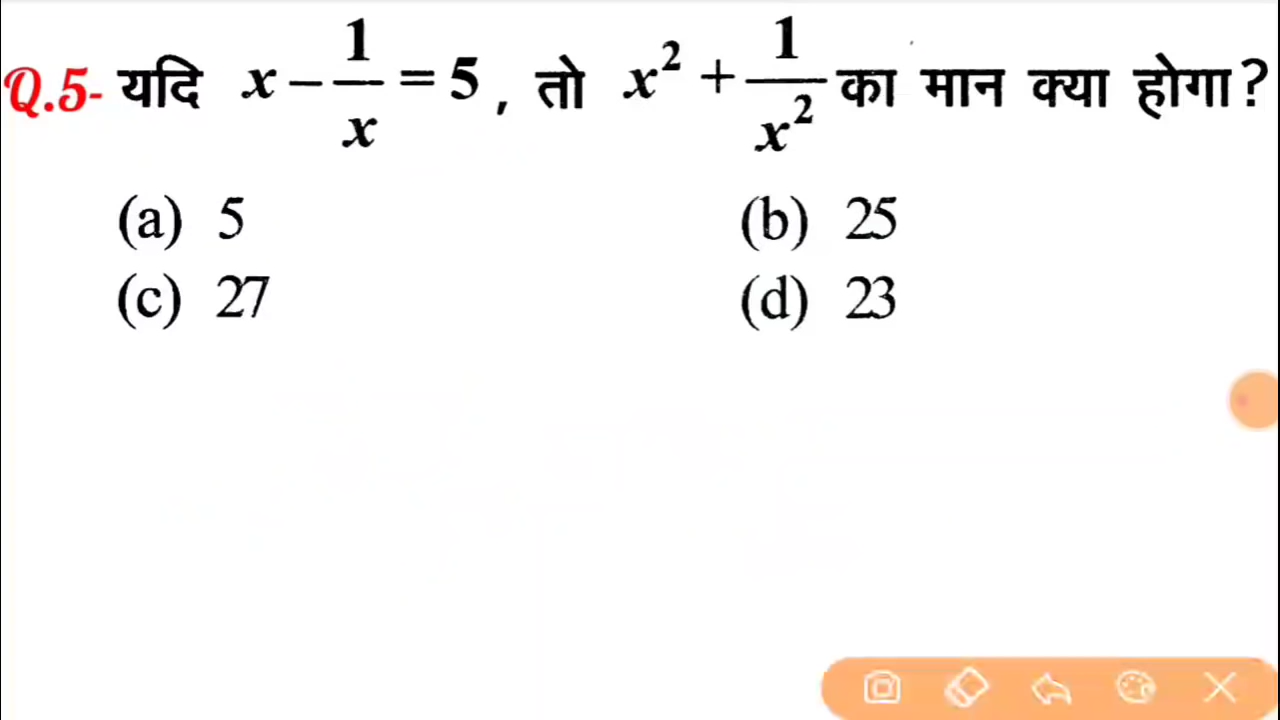 Q.5- यदि x - 1/x = 5, तो x² + 1/x² का मान क्या होगा?
(a) 5 (b) 25
(c) 27 (d) 23